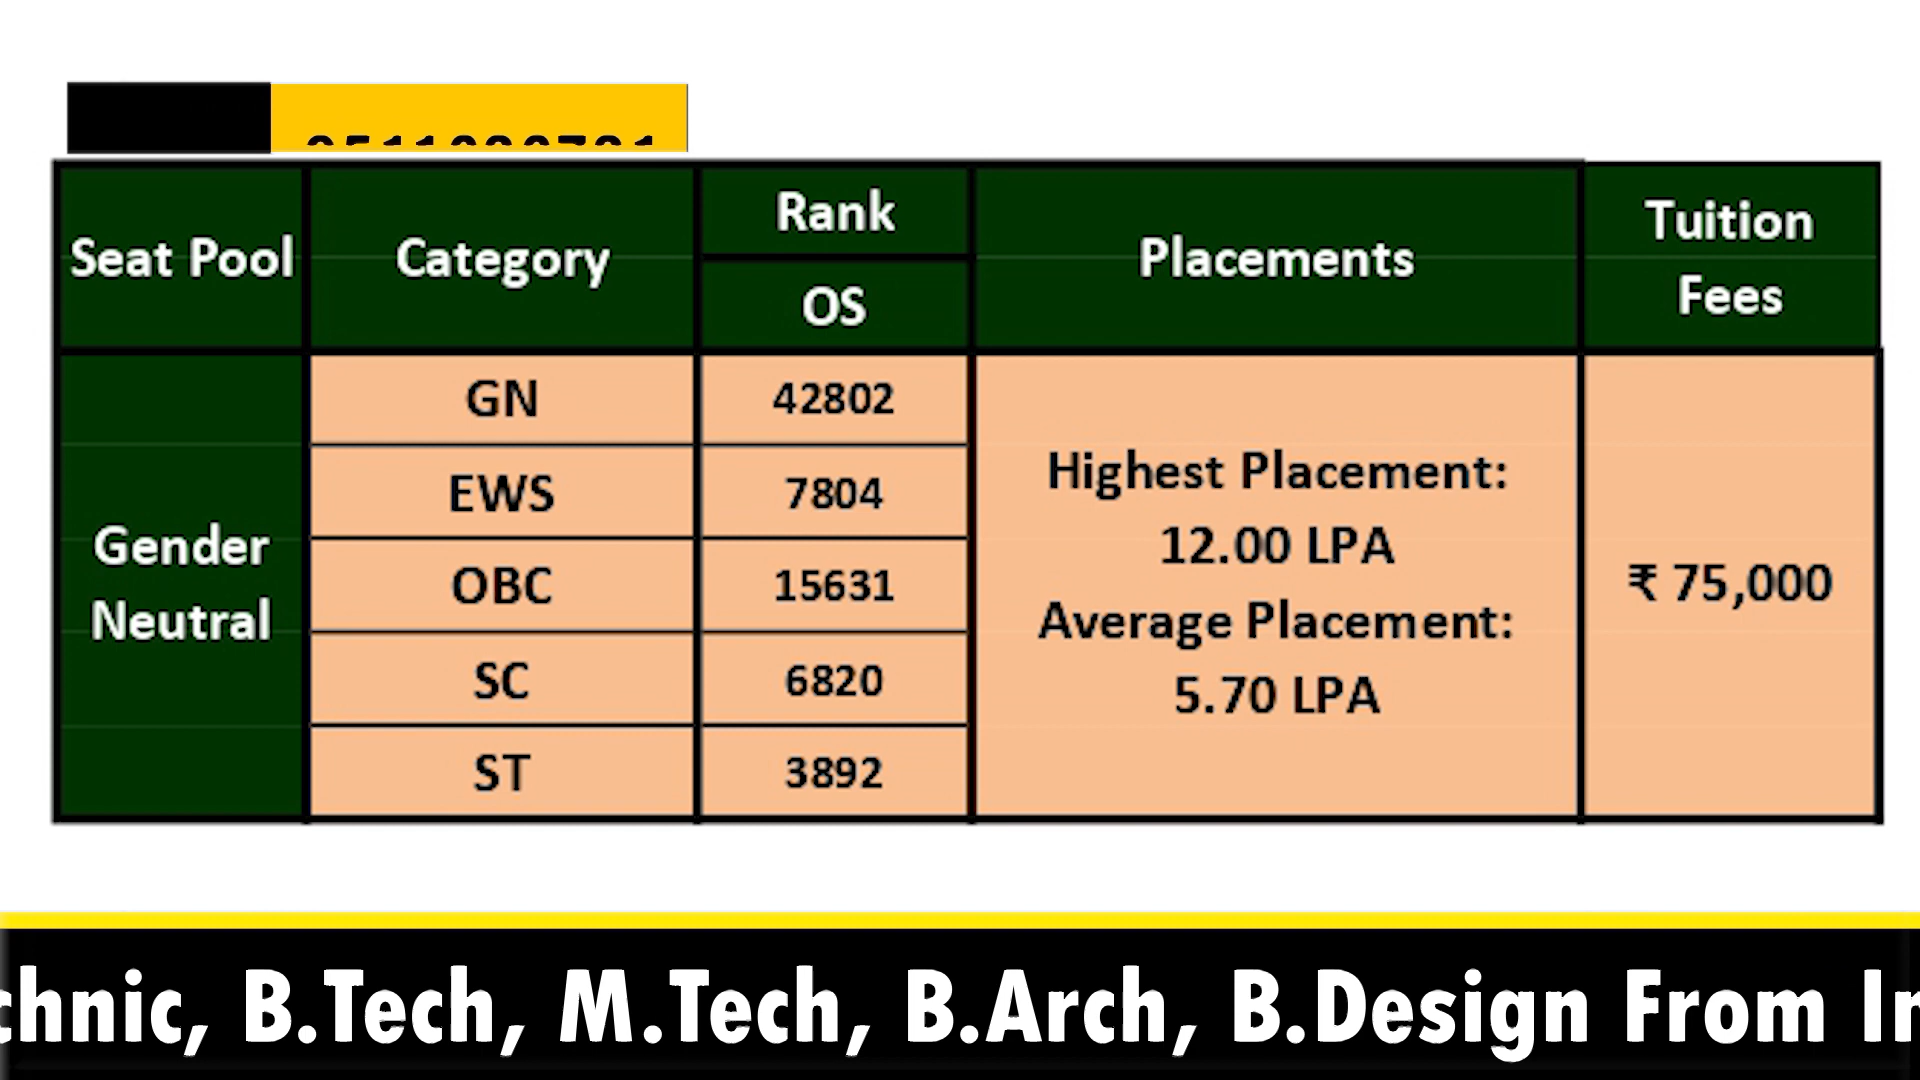 Seat Pool
Category
Rank
OS
Placements
Tuition
Fees
Gender
Neutral
GN
42802
EWS
7804
OBC
15631
SC
6820
ST
3892
Highest Placement:
12.00 LPA
Average Placement:
5.70 LPA
₹ 75,000
chnic, B.Tech, M.Tech, B.Arch, B.Design From In